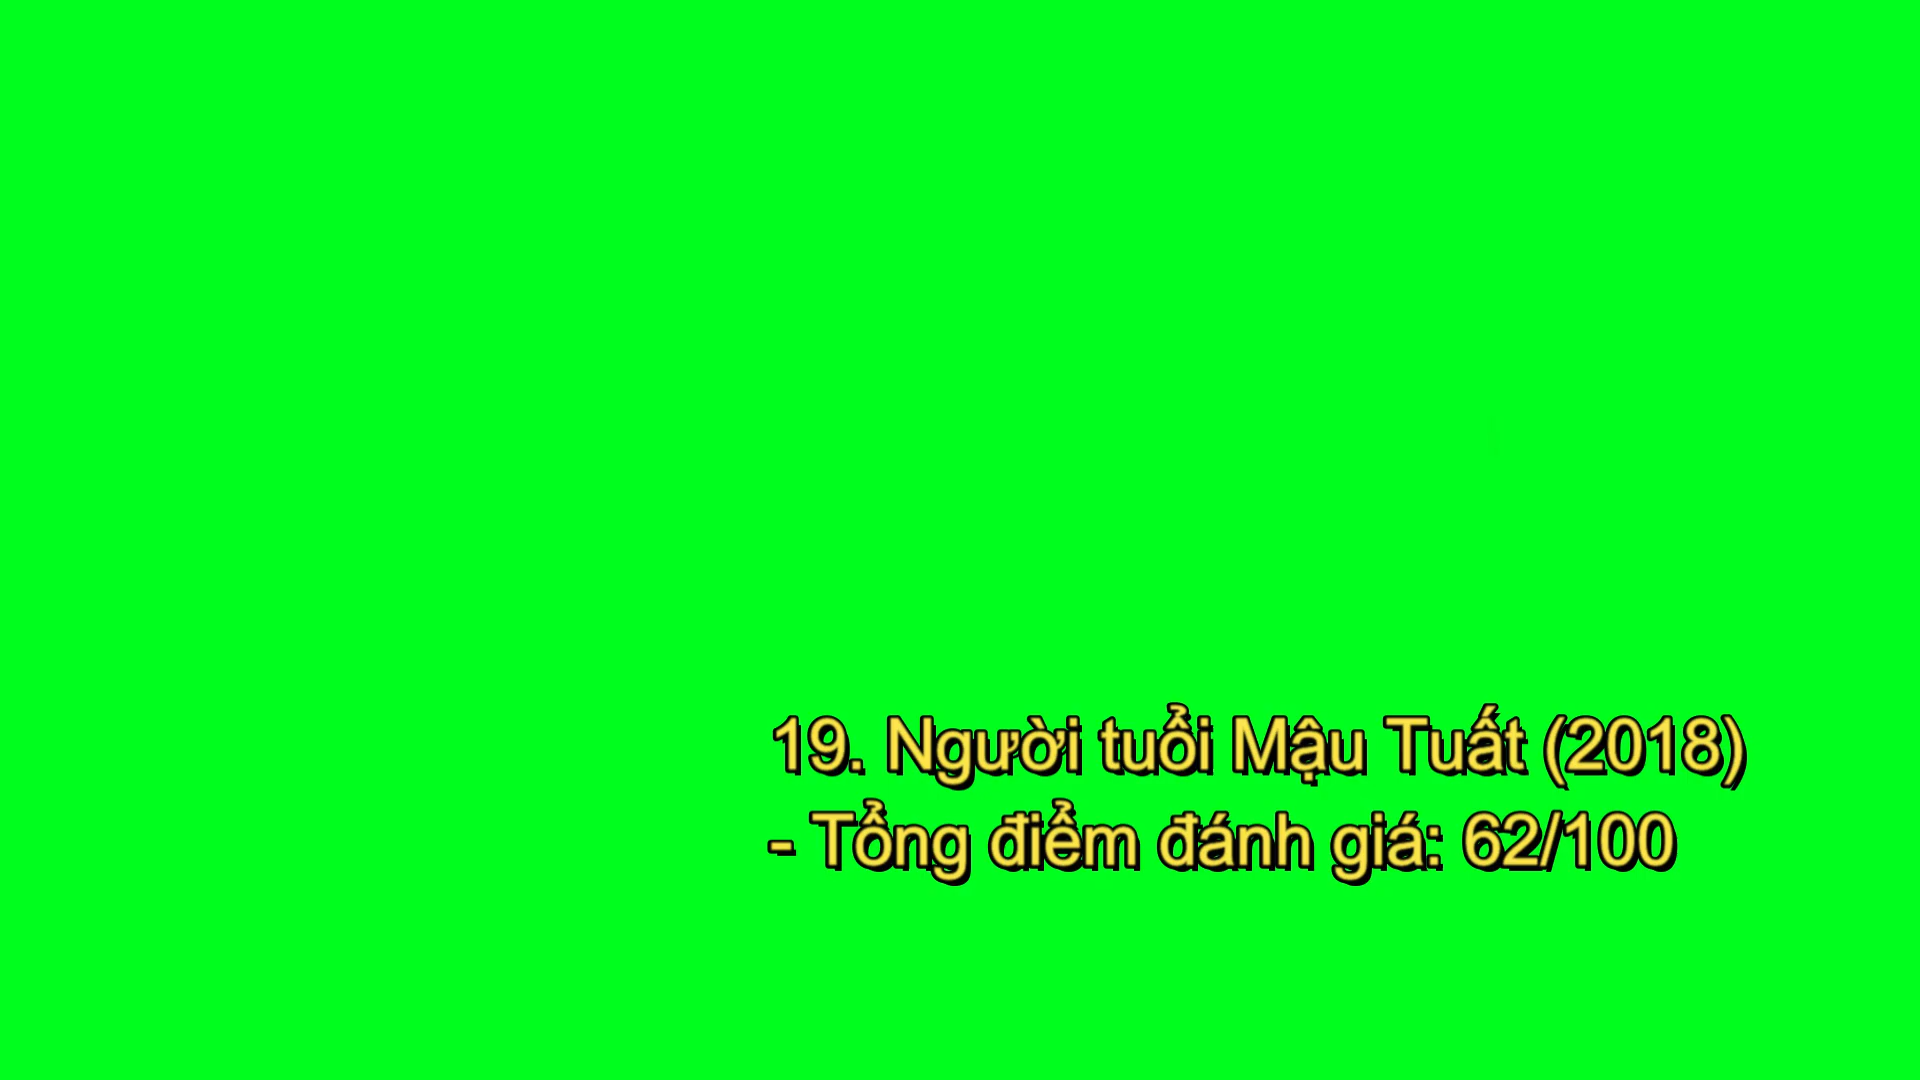 19. Người tuổi Mậu Tuất (2018)
- Tổng điểm đánh giá: 62/100